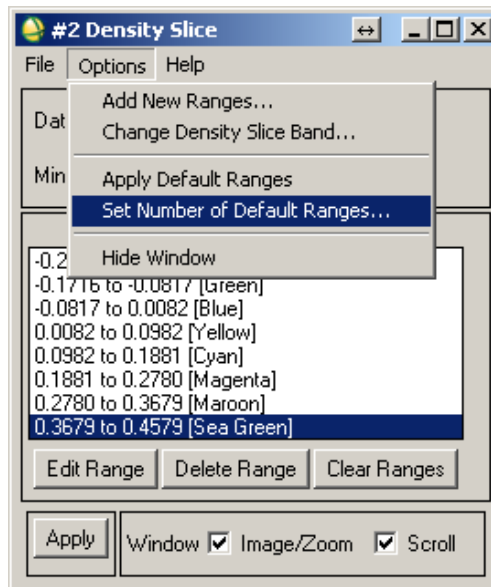 #2 Density Slice
File Options Help
Add New Ranges...
Dat
Change Density Slice Band...
Min
Apply Default Ranges
Set Number of Default Ranges...
Hide Window
-0.2
-0.1716 to -0.0817 [Green]
-0.0817 to 0.0082 [Blue]
0.0082 to 0.0982 [Yellow]
0.0982 to 0.1881 [Cyan]
0.1881 to 0.2780 [Magenta]
0.2780 to 0.3679 [Maroon]
0.3679 to 0.4579 [Sea Green]
Edit Range Delete Range Clear Ranges
Apply Window Image/Zoom Scroll